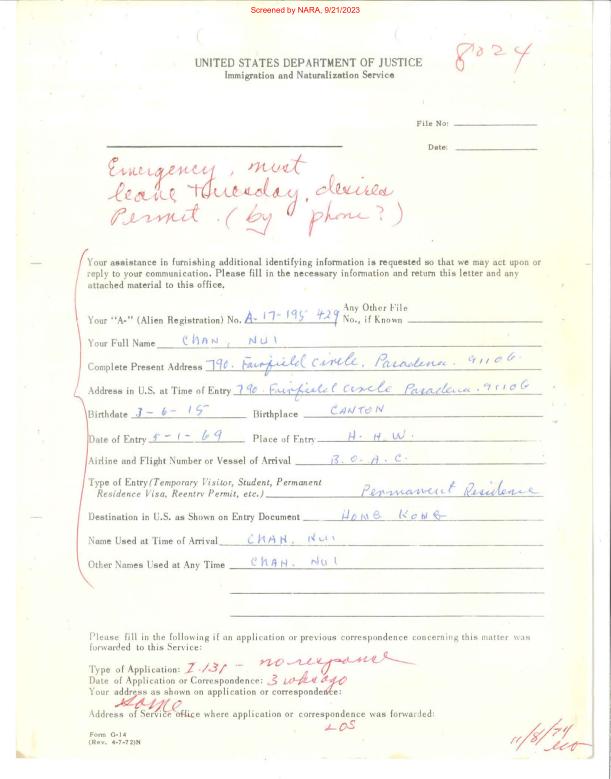 Screened by NARA, 9/21/2023
8024
UNITED STATES DEPARTMENT OF JUSTICE
Immigration and Naturalization Service
File No:
Date:
Emergency, must
leave Tuesday, desires
Permit. (by phone?)
Your assistance in furnishing additional identifying information is requested so that we may act upon or
reply to your communication. Please fill in the necessary information and return this letter and any
attached material to this office.
Your "A-" (Alien Registration) No. A-17-195 429 Any Other File No., if Known
Your Full Name CHAN, NUI
Complete Present Address 790. Fairfield Circle, Pasadena. 91106.
Address in U.S. at Time of Entry 790. Fairfield Circle Pasadena. 91106
Birthdate 3-6-15 Birthplace CANTON
Date of Entry 5-1-69 Place of Entry H. H. W.
Airline and Flight Number or Vessel of Arrival B.O.A.C.
Type of Entry (Temporary Visitor, Student, Permanent
Residence Visa, Reentry Permit, etc.) Permanent Residence
Destination in U.S. as Shown on Entry Document HONG KONG
Name Used at Time of Arrival CHAN, NUI
Other Names Used at Any Time CHAN. NUI
Please fill in the following if an application or previous correspondence concerning this matter was
forwarded to this Service:
Type of Application: I-131 - no response
Date of Application or Correspondence: 3 wks ago
Your address as shown on application or correspondence:
same
Address of Service office where application or correspondence was forwarded:
LOS
Form G-14
(Rev. 4-7-72)N
11/8/74